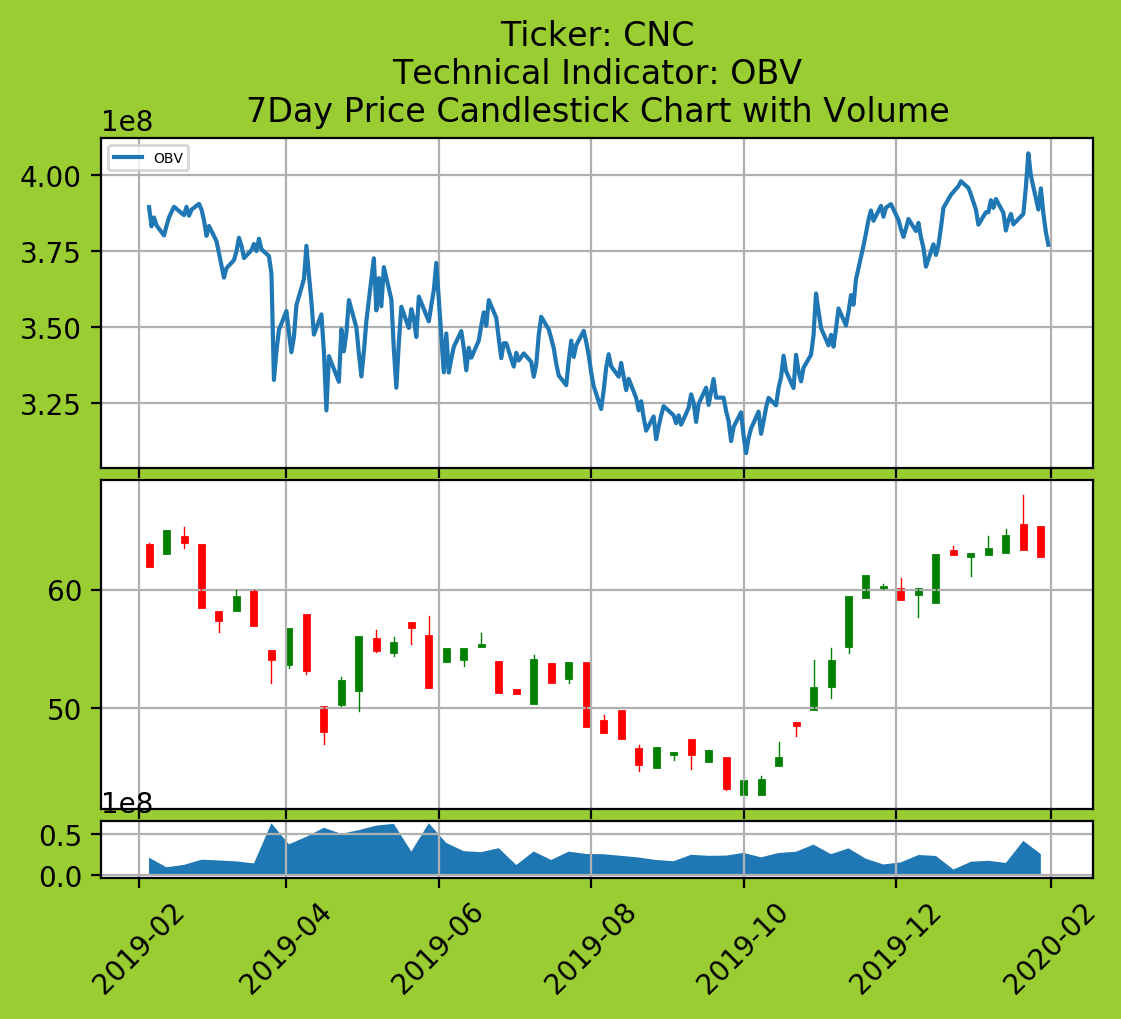 Ticker: CNC
Technical Indicator: OBV
7Day Price Candlestick Chart with Volume
1e8
OBV
4.00
3.75
3.50
3.25
60
50
1e8
0.5
0.0
2019-02
2019-04
2019-06
2019-08
2019-10
2019-12
2020-02